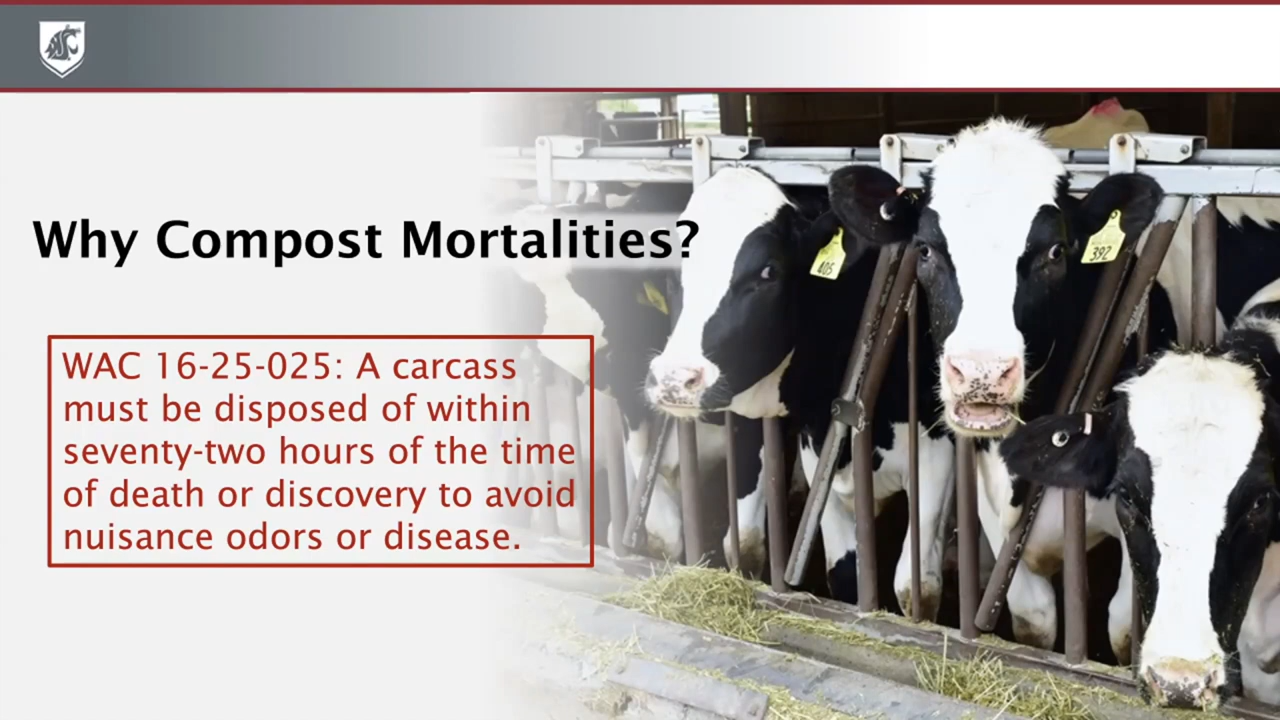 Why Compost Mortalities?
WAC 16-25-025: A carcass
must be disposed of within
seventy-two hours of the time
of death or discovery to avoid
nuisance odors or disease.
405
392